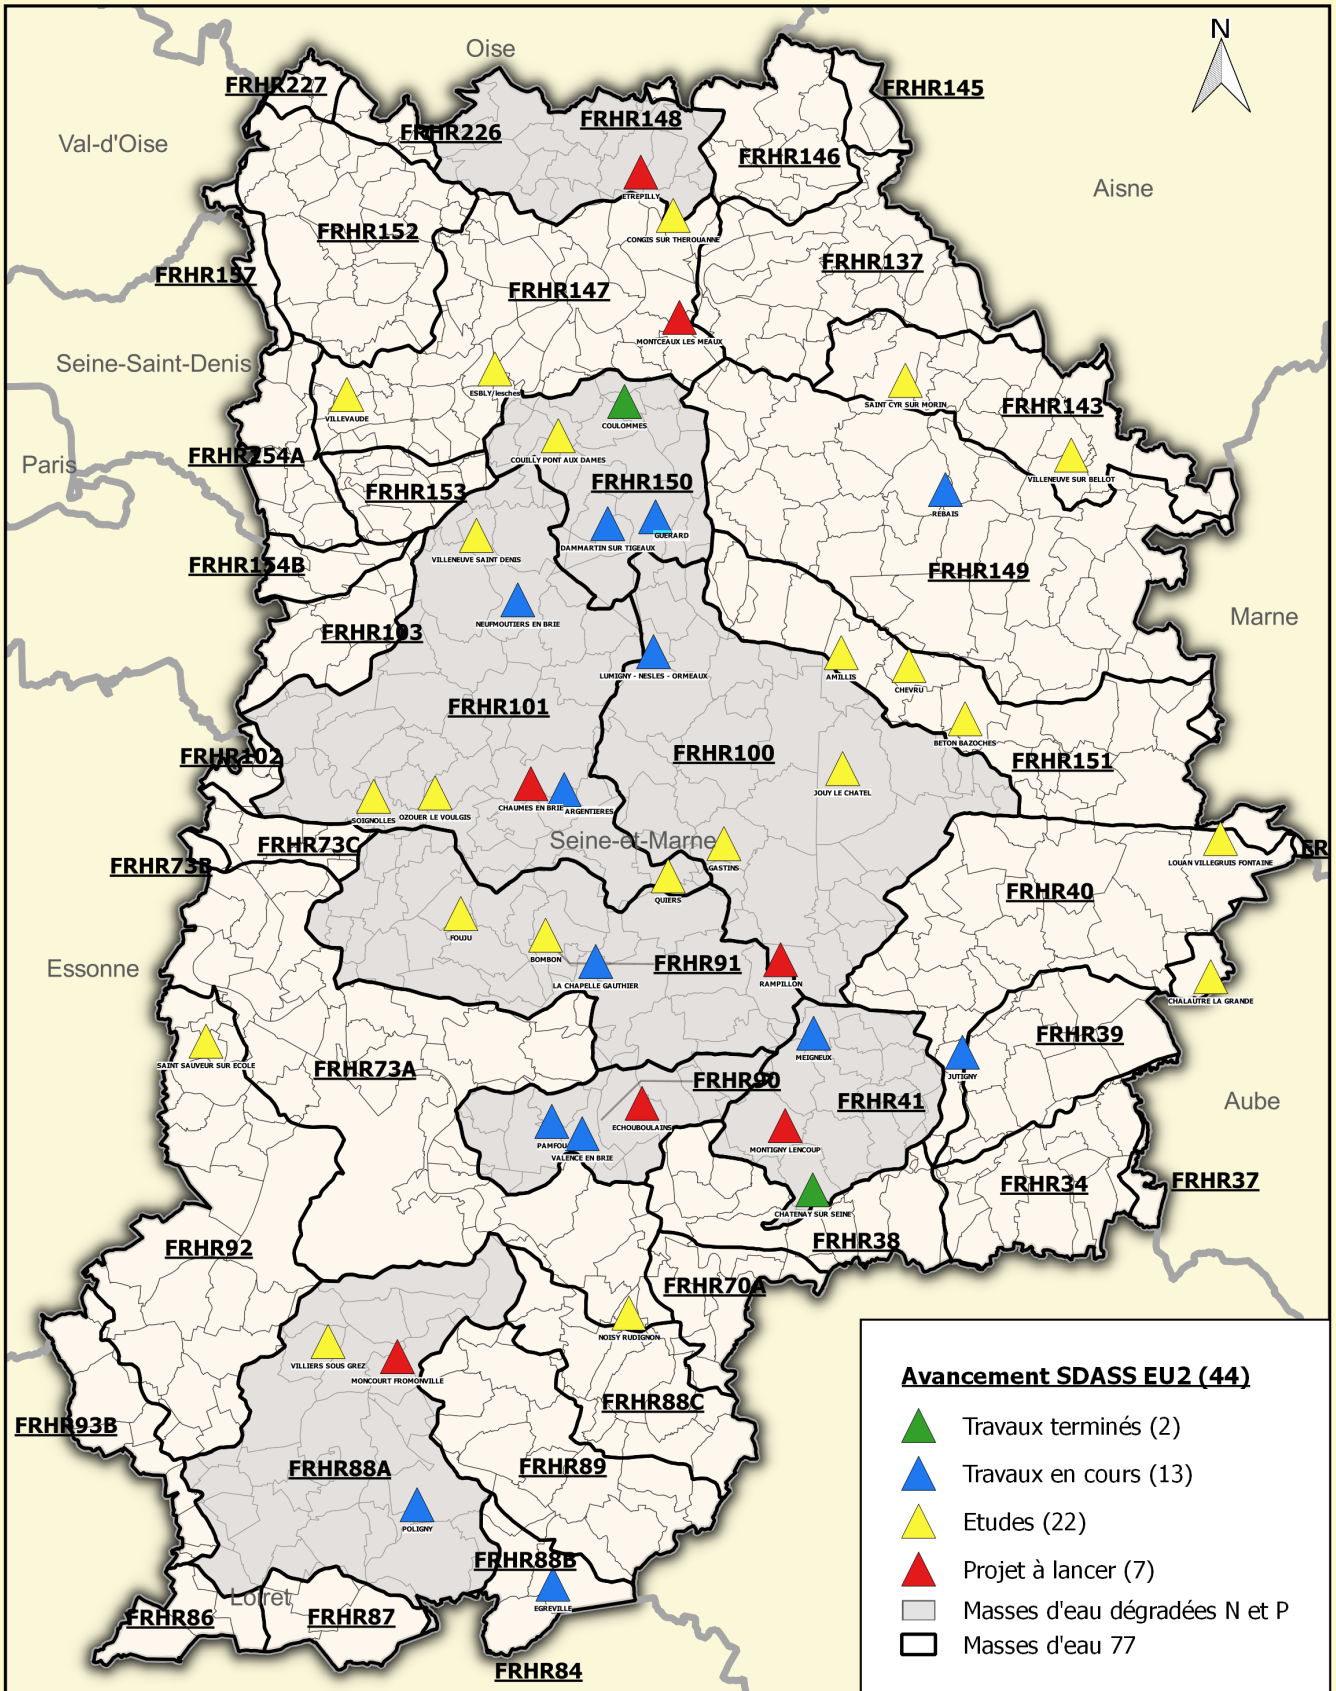 N
Oise
FRHR227
FRHR145
FRHR148
FRHR226
Val-d'Oise
FRHR146
Aisne
ETREPILLY
FRHR152
CONGIS SUR THEROUANNE
FRHR137
FRHR157
FRHR147
MONTCEAUX LES MEAUX
Seine-Saint-Denis
ESBLY/lesches
SAINT CYR SUR MORIN
FRHR143
VILLEVAUDE
COULOMMES
FRHR154A
COUILLY PONT AUX DAMES
Paris
VILLENEUVE SUR BELLOT
FRHR150
FRHR153
REBAIS
GUERARD
DAMMARTIN SUR TIGEAUX
VILLENEUVE SAINT DENIS
FRHR154B
FRHR149
Marne
NEUFMOUTIERS EN BRIE
FRHR103
LUMIGNY - NESLES - ORMEAUX
AMILLIS
CHEVRU
FRHR101
BETON BAZOCHES
FRHR102
FRHR100
FRHR151
JOUY LE CHATEL
CHAUMES EN BRIE
ARGENTIERES
SOIGNOLLES
OZOUER LE VOULGIS
Seine-et-Marne
FRHR73C
FR
FRHR73B
GASTINS
LOUAN VILLEGRUIS FONTAINE
FRHR40
QUIERS
FOUJU
BOMBON
Essonne
FRHR91
LA CHAPELLE GAUTHIER
RAMPILLON
CHALAUTRE LA GRANDE
FRHR39
MEIGNEUX
SAINT SAUVEUR SUR ECOLE
FRHR73A
JUTIGNY
FRHR90
FRHR41
Aube
ECHOUBOULAINS
PAMFOU
MONTIGNY LENCOUP
VALENCE EN BRIE
FRHR34
FRHR37
CHATENAY SUR SEINE
FRHR92
FRHR38
FRHR70A
NOISY RUDIGNON
VILLIERS SOUS GREZ
MONCOURT FROMONVILLE
FRHR88C
FRHR93B
FRHR88A
FRHR89
POLIGNY
FRHR88B
Loiret
EGREVILLE
FRHR86
FRHR87
FRHR84
Avancement SDASS EU2 (44)
Travaux terminés (2)
Travaux en cours (13)
Etudes (22)
Projet à lancer (7)
Masses d'eau dégradées N et P
Masses d'eau 77